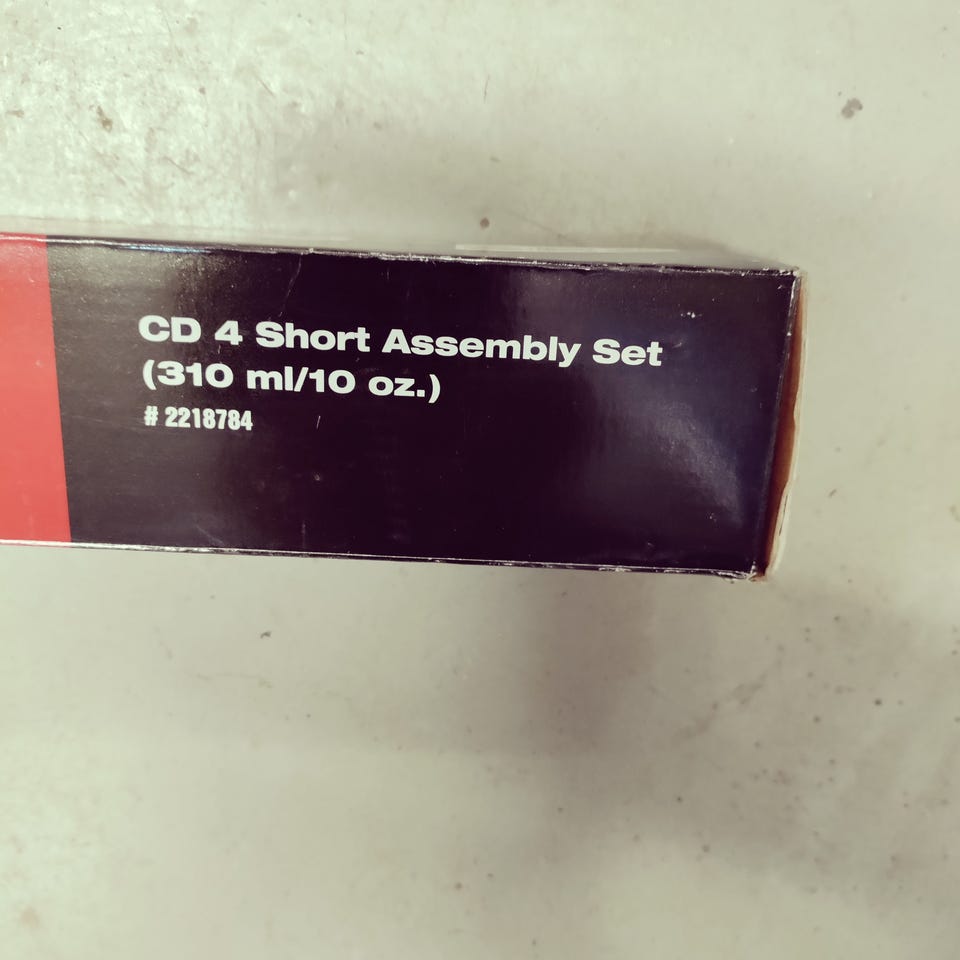 CD 4 Short Assembly Set
(310 ml/10 oz.)
# 2218784